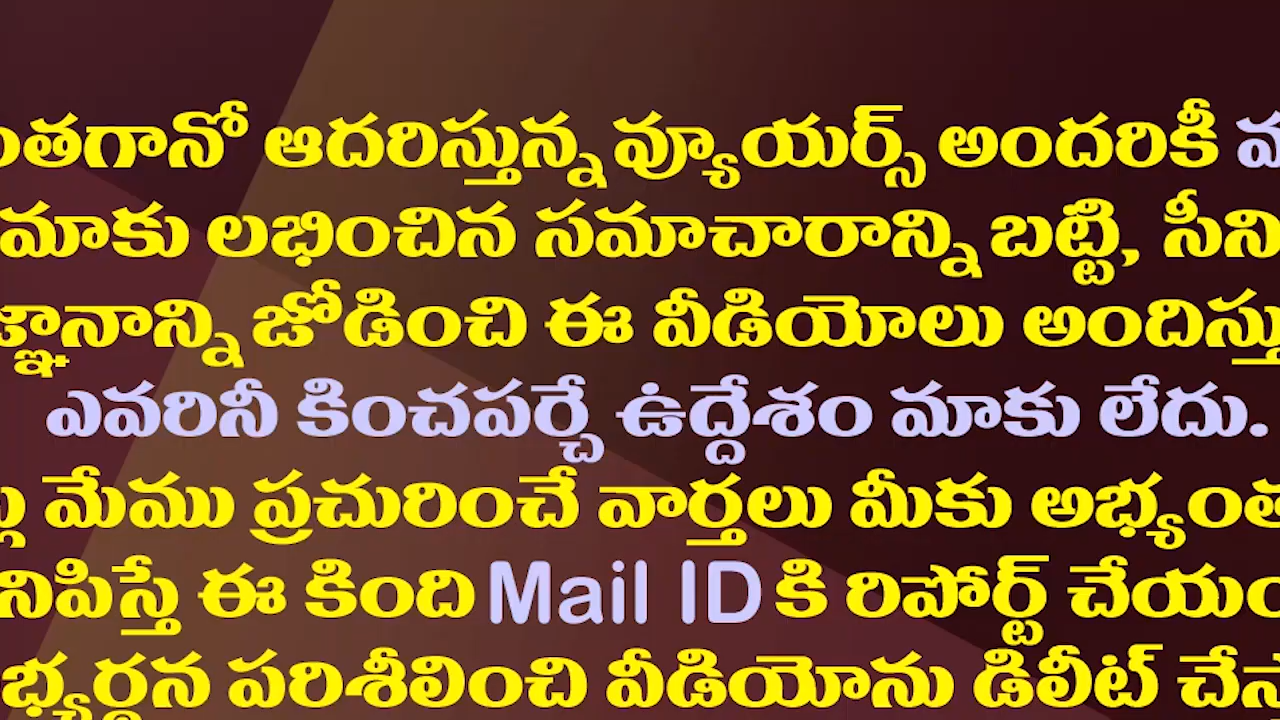 ఆదరిస్తున్న వ్యూయర్స్ అందరికీ
మాకు లభించిన సమాచారాన్ని బట్టి,
జోడించి ఈ వీడియోలు
ఎవరినీ కించపర్చే ఉద్దేశం మాకు లేదు.
మేము ప్రచురించే వార్తలు మీకు
ఈ కింది Mail ID కి రిపోర్ట్
పరిశీలించి వీడియోను డిలీట్